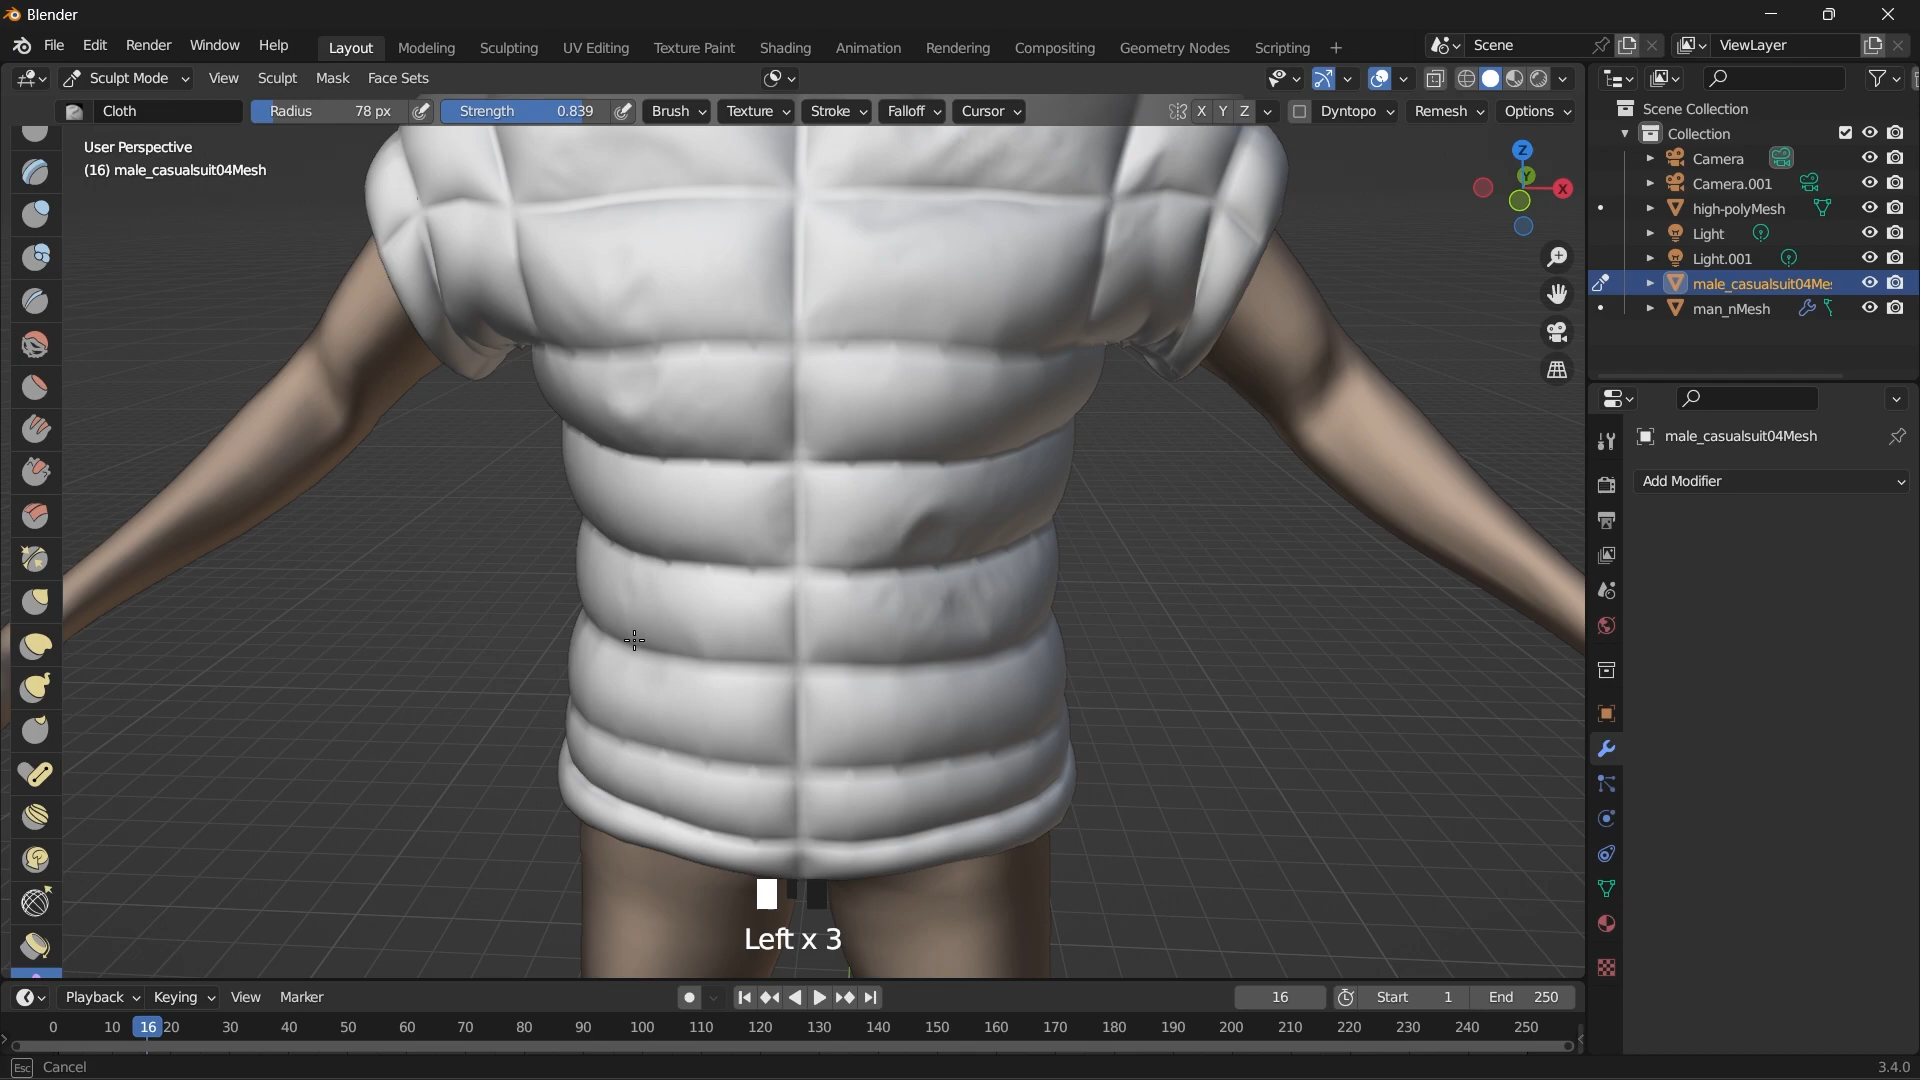 Blender
File Edit Render Window Help Layout Modeling Sculpting UV Editing Texture Paint Shading Animation Rendering Compositing Geometry Nodes Scripting + Scene ViewLayer
Sculpt Mode View Sculpt Mask Face Sets
Cloth Radius 78 px Strength 0.839 Brush Texture Stroke Falloff Cursor X Y Z Dyntopo Remesh Options
User Perspective
(16) male_casualsuit04Mesh
Z
Y
X
Scene Collection
Collection
Camera
Camera.001
high-polyMesh
Light
Light.001
male_casualsuit04Mes
man_nMesh
male_casualsuit04Mesh
Add Modifier
Left x 3
Playback Keying View Marker 16 Start 1 End 250
0 10 16 20 30 40 50 60 70 80 90 100 110 120 130 140 150 160 170 180 190 200 210 220 230 240 250
Esc Cancel 3.4.0